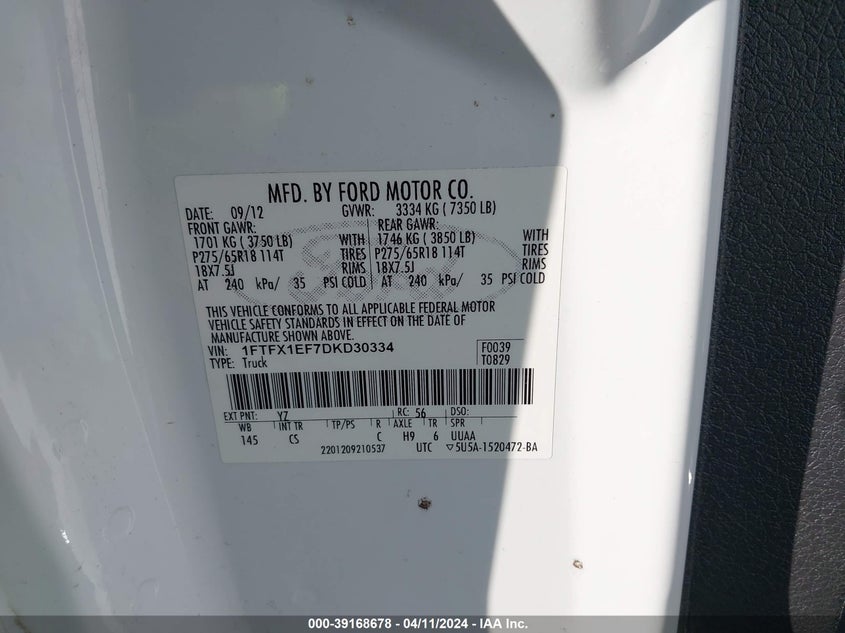 MFD. BY FORD MOTOR CO.
DATE: 09/12 GVWR: 3334 KG ( 7350 LB)
FRONT GAWR: REAR GAWR:
1701 KG ( 3750 LB) WITH 1746 KG ( 3850 LB) WITH
P275/65R18 114T TIRES P275/65R18 114T TIRES
18X7.5J RIMS 18X7.5J RIMS
AT 240 kPa/ 35 PSI COLD AT 240 kPa/ 35 PSI COLD
Ford
THIS VEHICLE CONFORMS TO ALL APPLICABLE FEDERAL MOTOR
VEHICLE SAFETY STANDARDS IN EFFECT ON THE DATE OF
MANUFACTURE SHOWN ABOVE.
VIN: 1FTFX1EF7DKD30334 F0039
TYPE: Truck T0829
EXT PNT: YZ RC: 56 DSO:
WB INT TR TP/PS R AXLE TR SPR
145 CS C H9 6 UUAA
2201209210537 UTC ▽5U5A-1520472-BA
000-39168678 - 04/11/2024 - IAA Inc.